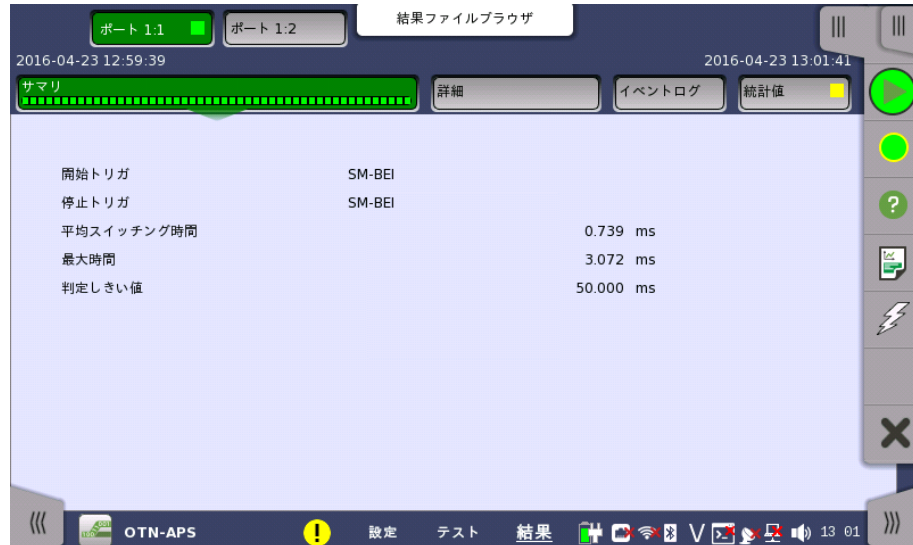 ポート 1:1
ポート 1:2
結果ファイルブラウザ
2016-04-23 12:59:39
2016-04-23 13:01:41
サマリ
詳細
イベントログ
統計値
開始トリガ SM-BEI
停止トリガ SM-BEI
平均スイッチング時間 0.739 ms
最大時間 3.072 ms
判定しきい値 50.000 ms
OTN-APS
設定
テスト
結果
13 01